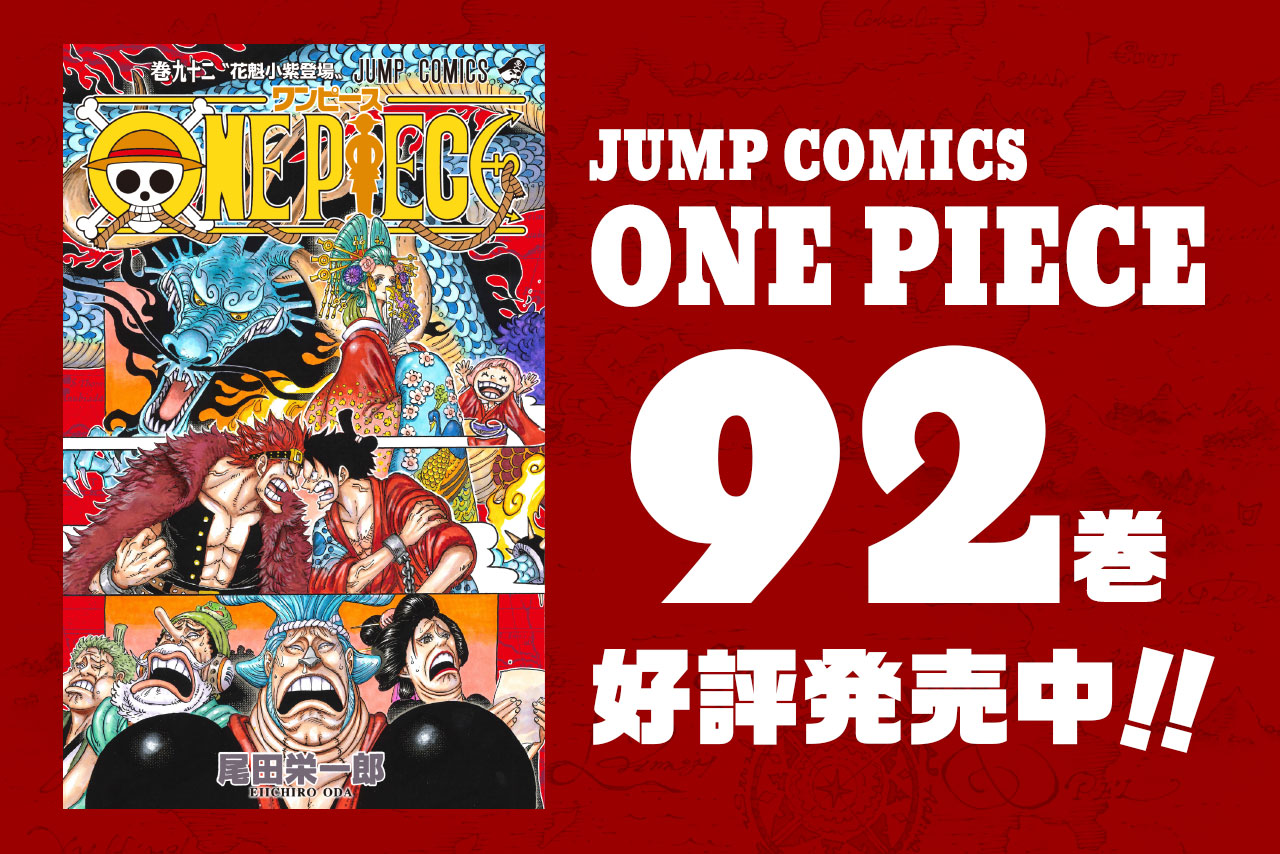 巻九十二〝花魁小紫登場〟 JUMP COMICS
ワンピース
ONE PIECE
尾田栄一郎
EIICHIRO ODA
JUMP COMICS
ONE PIECE
92巻
好評発売中!!